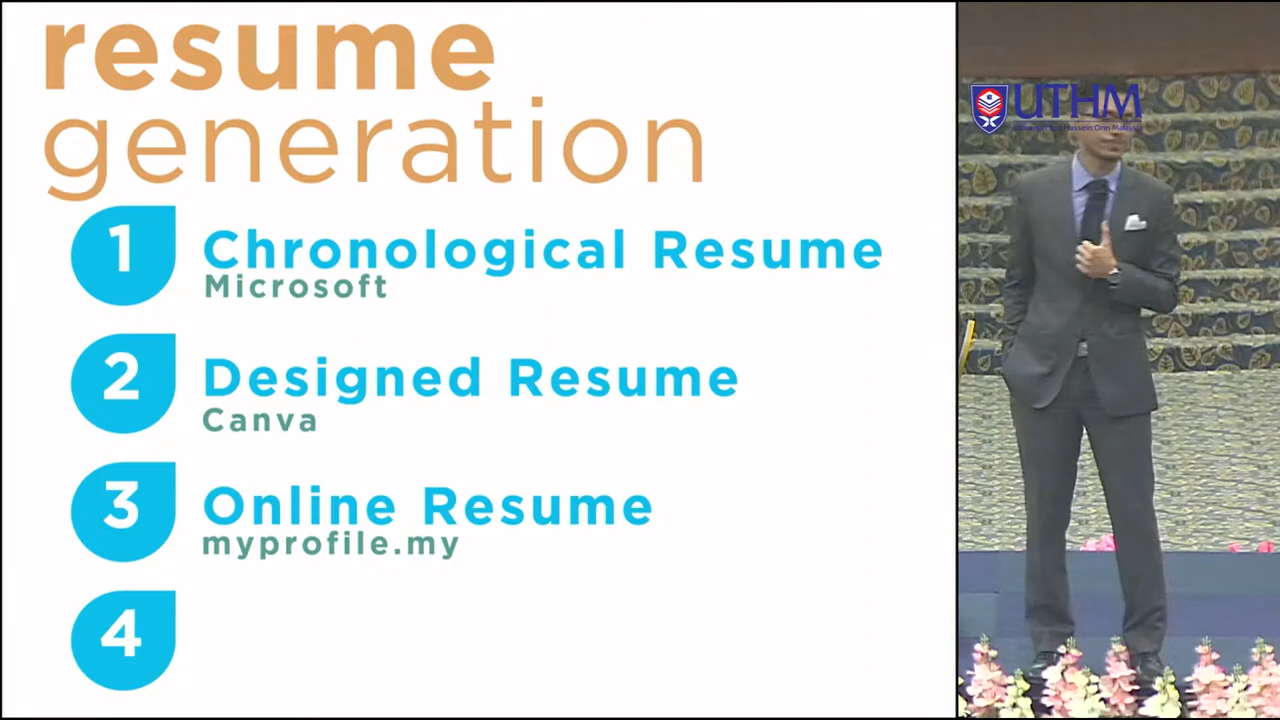 resume
generation
1
Chronological Resume
Microsoft
2
Designed Resume
Canva
3
Online Resume
myprofile.my
4
UTHM